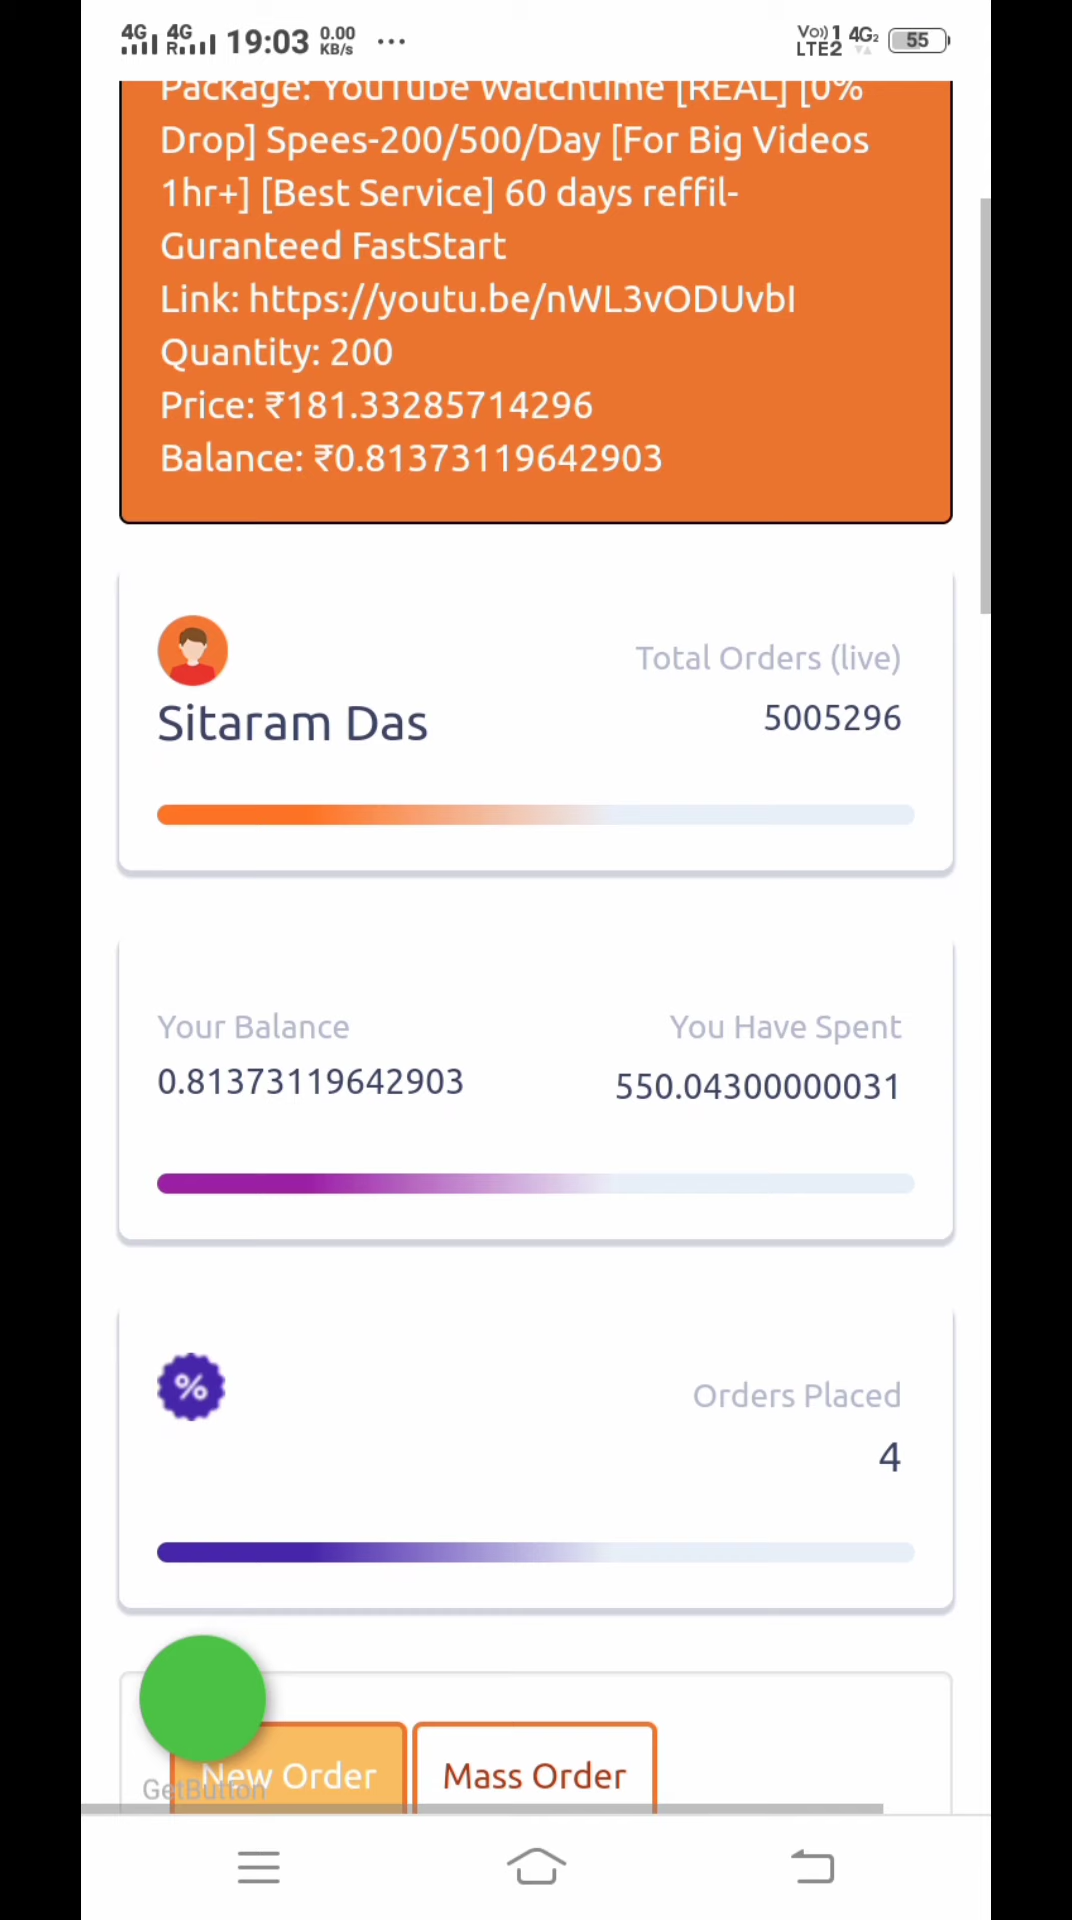 4G 4G R 19:03 0.00 KB/s ... Vo)) 1 4G2 LTE2 55
Package: YouTube Watchtime [REAL] [0%
Drop] Spees-200/500/Day [For Big Videos
1hr+] [Best Service] 60 days reffil-
Guranteed FastStart
Link: https://youtu.be/nWL3vODUvbI
Quantity: 200
Price: ₹181.33285714296
Balance: ₹0.81373119642903
Total Orders (live)
Sitaram Das 5005296
Your Balance You Have Spent
0.81373119642903 550.04300000031
%
Orders Placed
4
New Order Mass Order
GetButton